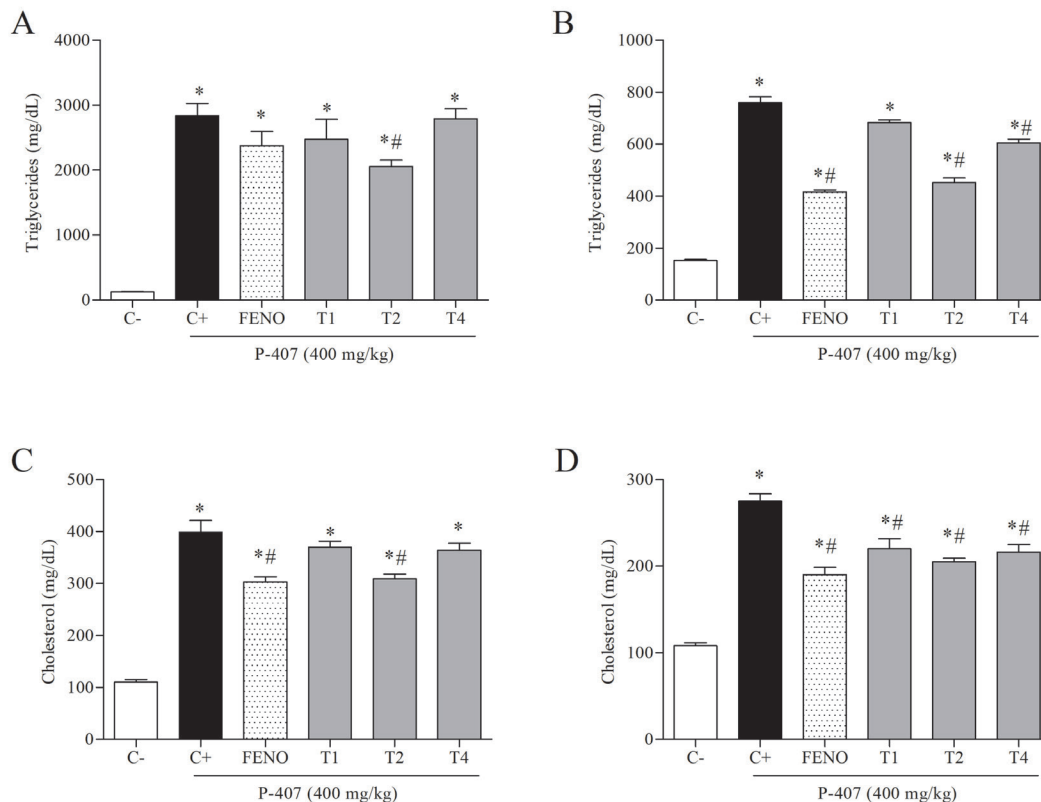 A
Triglycerides (mg/dL)
4000
3000
2000
1000
0
*
*
*
*#
*
C- C+ FENO T1 T2 T4
P-407 (400 mg/kg)
B
Triglycerides (mg/dL)
1000
800
600
400
200
0
*
*#
*
*#
*#
C- C+ FENO T1 T2 T4
P-407 (400 mg/kg)
C
Cholesterol (mg/dL)
500
400
300
200
100
0
*
*#
*
*#
*
C- C+ FENO T1 T2 T4
P-407 (400 mg/kg)
D
Cholesterol (mg/dL)
300
200
100
0
*
*#
*#
*#
*#
C- C+ FENO T1 T2 T4
P-407 (400 mg/kg)